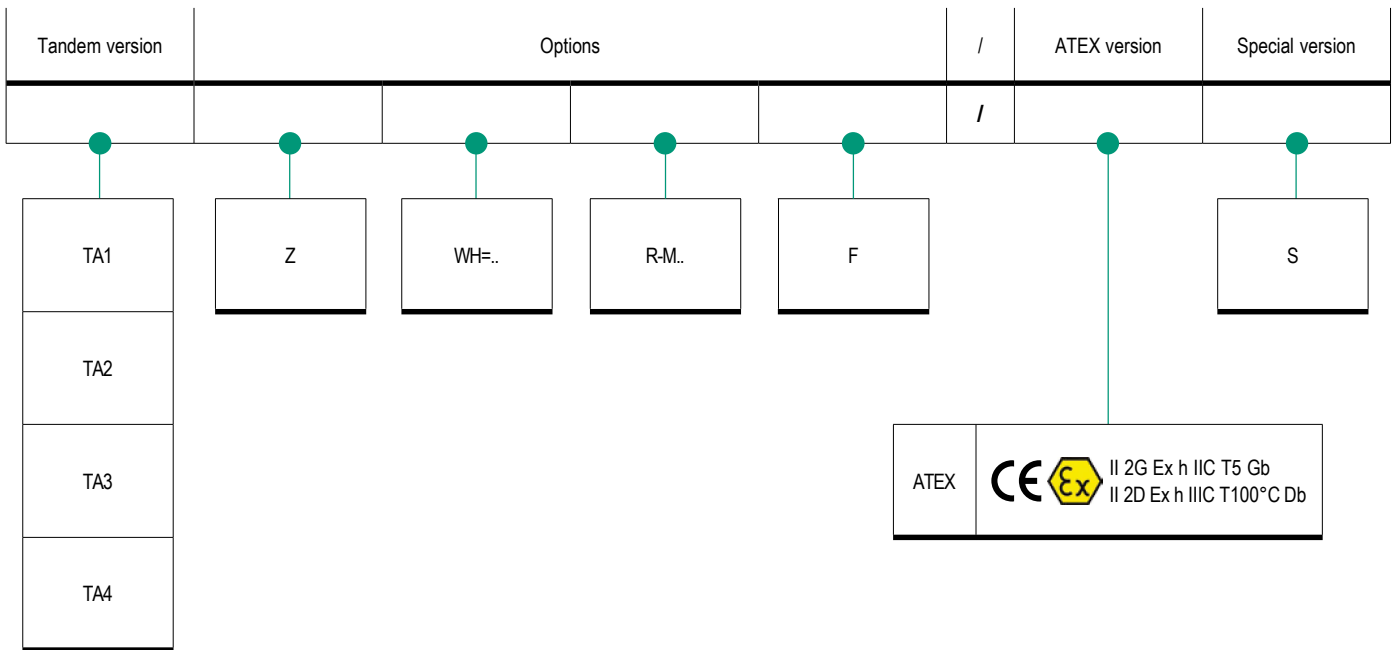 Tandem version
Options
/
ATEX version
Special version
/
TA1
Z
WH=..
R-M..
F
S
TA2
TA3
TA4
ATEX
CE
Ex
II 2G Ex h IIC T5 Gb
II 2D Ex h IIIC T100°C Db